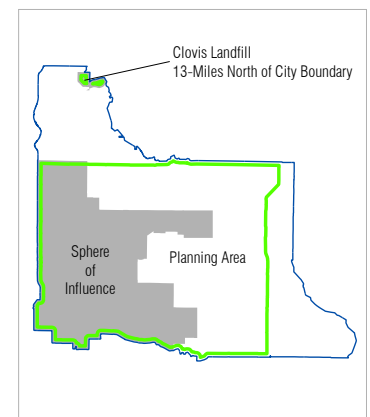 Clovis Landfill
13-Miles North of City Boundary
Sphere
of
Influence
Planning Area